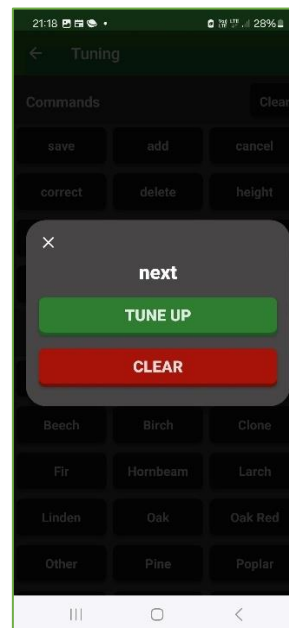 21:18 28%
Tuning
Commands Clear
save add cancel
correct delete height
next
TUNE UP
CLEAR
Beech Birch Clone
Fir Hornbeam Larch
Linden Oak Oak Red
Other Pine Poplar